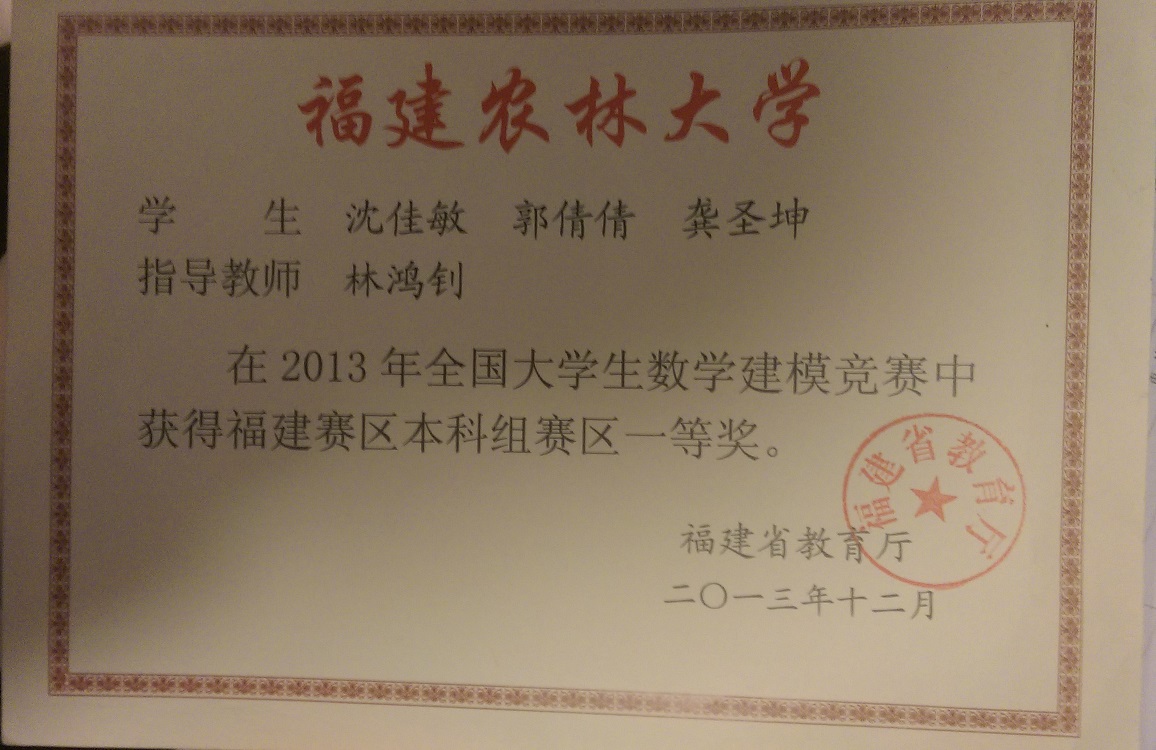 福建农林大学
学 生 沈佳敏 郭倩倩 龚圣坤
指导教师 林鸿钊
在 2013 年全国大学生数学建模竞赛中
获得福建赛区本科组赛区一等奖。
福建省教育厅
福建省教育厅
二〇一三年十二月